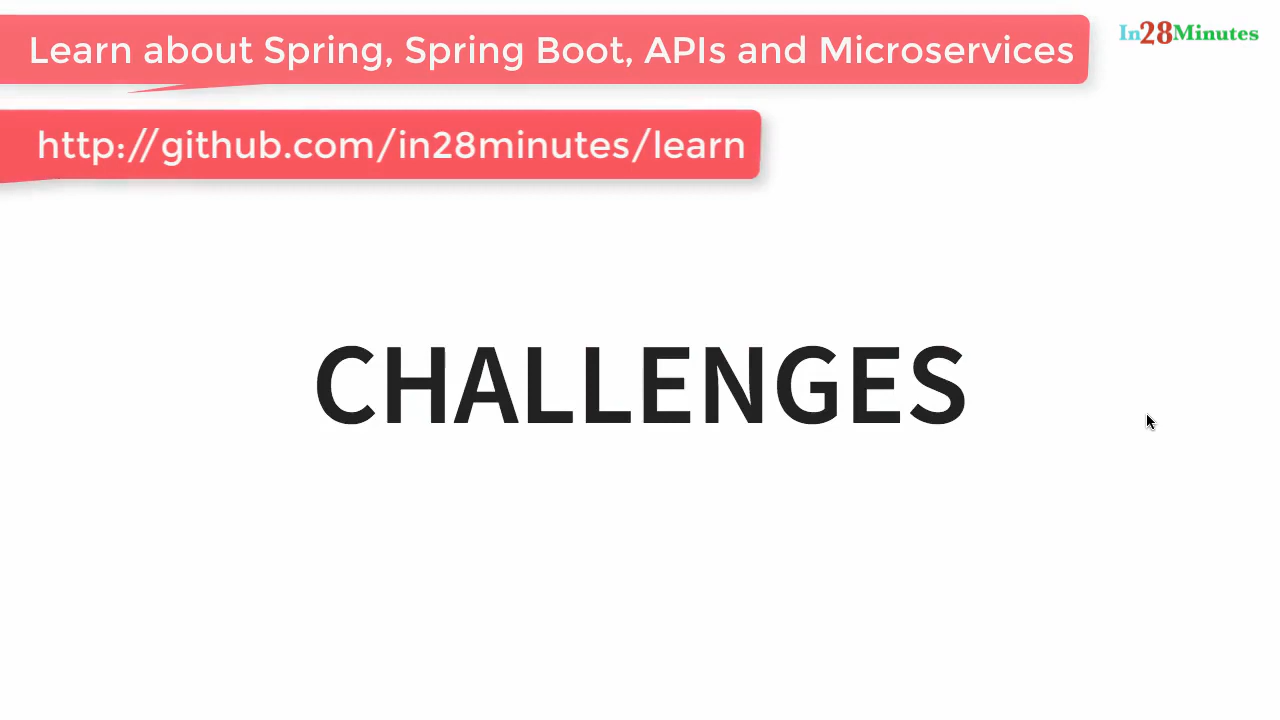 Learn about Spring, Spring Boot, APIs and Microservices
In28Minutes
http://github.com/in28minutes/learn
CHALLENGES